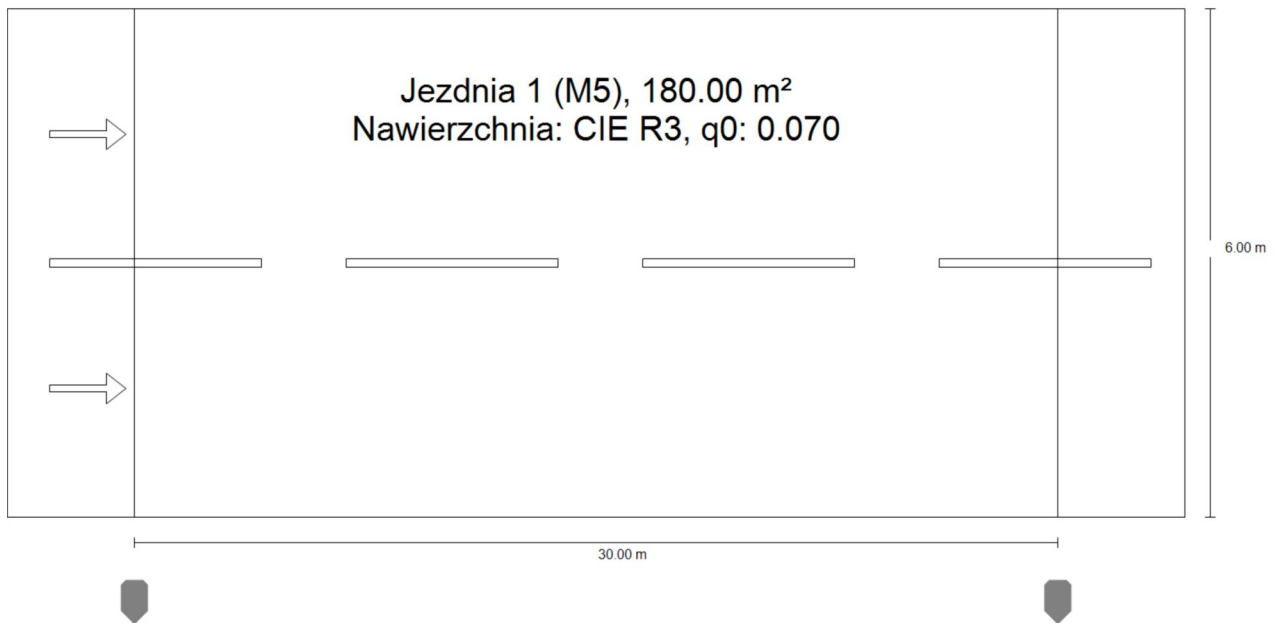 Jezdnia 1 (M5), 180.00 m²
Nawierzchnia: CIE R3, q0: 0.070
6.00 m
30.00 m